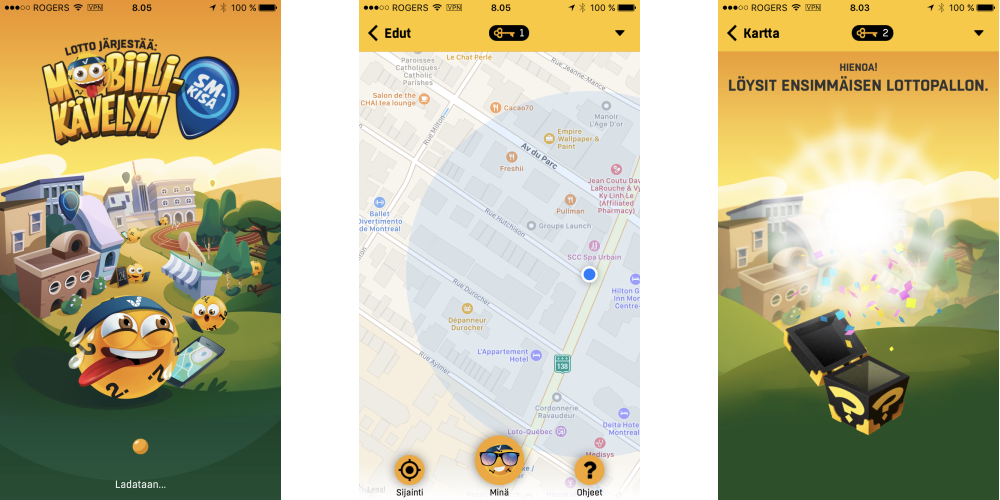 ROGERS VPN 8.05 100 %
LOTTO JÄRJESTÄÄ:
MOBIILI-
KÄVELYN
SM-
KISA
Ladataan...
ROGERS VPN 8.05 100 %
Edut
1
Paroisses
Catholiques-
Catholic
Parishes
Le Chat Perlé
Rue Jeanne-Mance
Salon de thé
CHAI tea lounge
Rue Milton
Cacao70
Manoir
L'Âge D'or
Empire
Wallpaper &
Paint
Av du Parc
Freshii
Jean Coutu Dav
LaRouche & Vy
Ky Linh Le
(Affiliated
Pharmacy)
Pullman
Ballet
Divertimento
de Montreal
Rue Hutchison
Groupe Launch
SCC Spa Urbain
Rue Durocher
Hilton G
Inn Mon
Centre-
Dépanneur
Durocher
L'Appartement
Hotel
138
Rue Aylmer
Cordonnerie
Ravaudeur
Loto-Québec
Delta Hote
Montreal
Medisys
Legal
Sijainti
Minä
Ohjeet
ROGERS VPN 8.03 100 %
Kartta
2
HIENOA!
LÖYSIT ENSIMMÄISEN LOTTOPALLON.
? ?